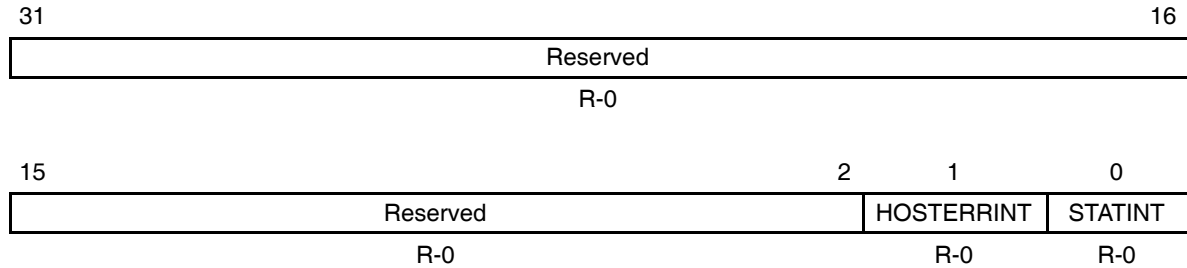 31 16
Reserved
R-0
15 2 1 0
Reserved HOSTERRINT STATINT
R-0 R-0 R-0